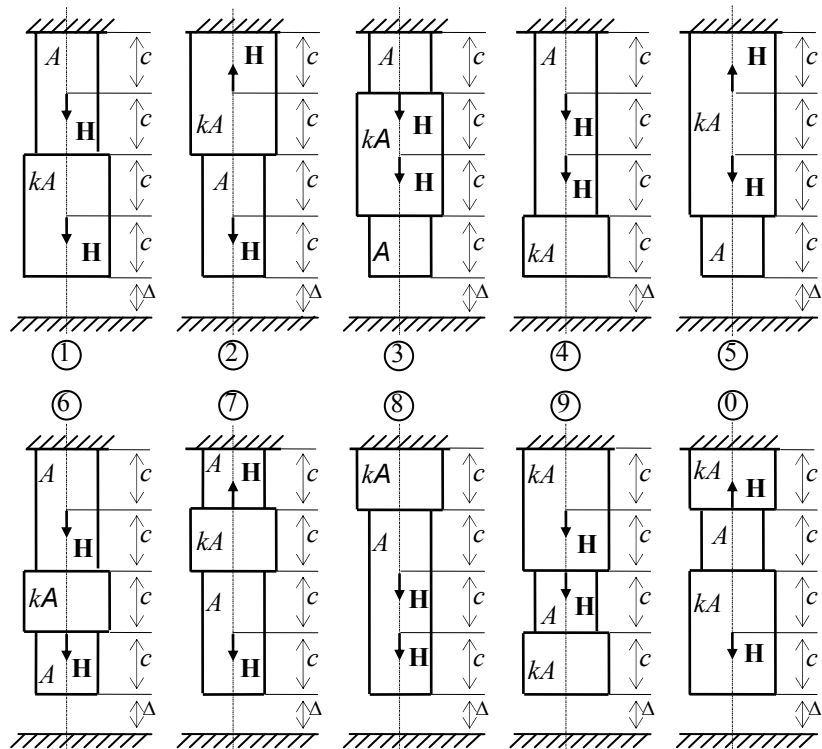 A c H c A c A c H c
H c kA c kA H c H c kA c
kA c A c H c H c c
H c H c A c kA c A H c
Δ Δ Δ Δ Δ
1 2 3 4 5
6 7 8 9 0
A c A H c kA c kA c kA H c
H c kA c A c H c A c
kA c A c H c A H c kA c
A H c H c H c kA c H c
Δ Δ Δ Δ Δ